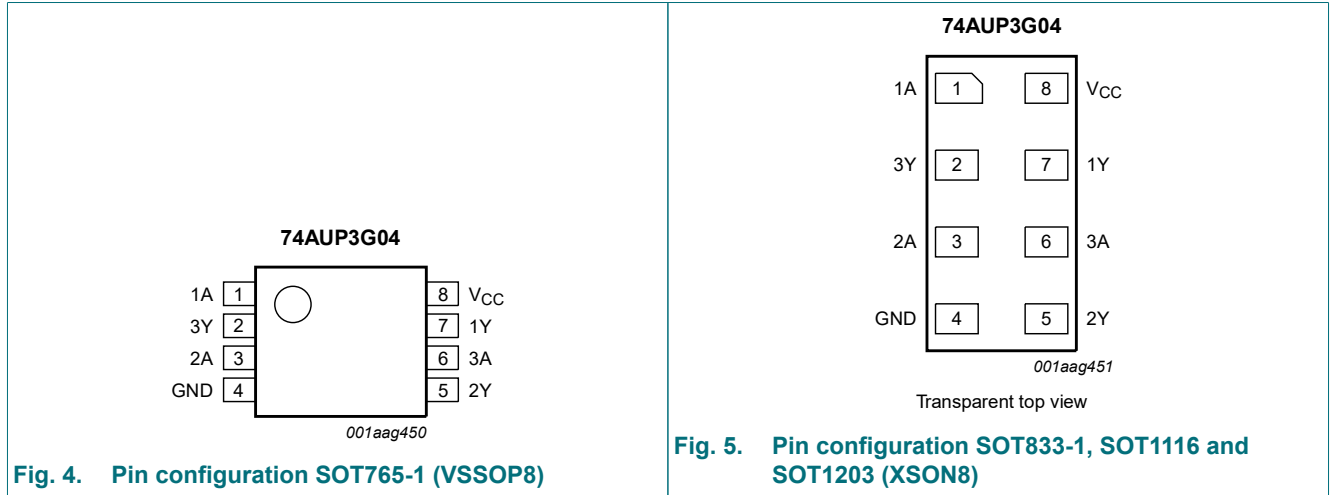 74AUP3G04
1A 1 8 VCC
3Y 2 7 1Y
2A 3 6 3A
GND 4 5 2Y
001aag450
Fig. 4. Pin configuration SOT765-1 (VSSOP8)
74AUP3G04
1A 1 8 VCC
3Y 2 7 1Y
2A 3 6 3A
GND 4 5 2Y
001aag451
Transparent top view
Fig. 5. Pin configuration SOT833-1, SOT1116 and
SOT1203 (XSON8)